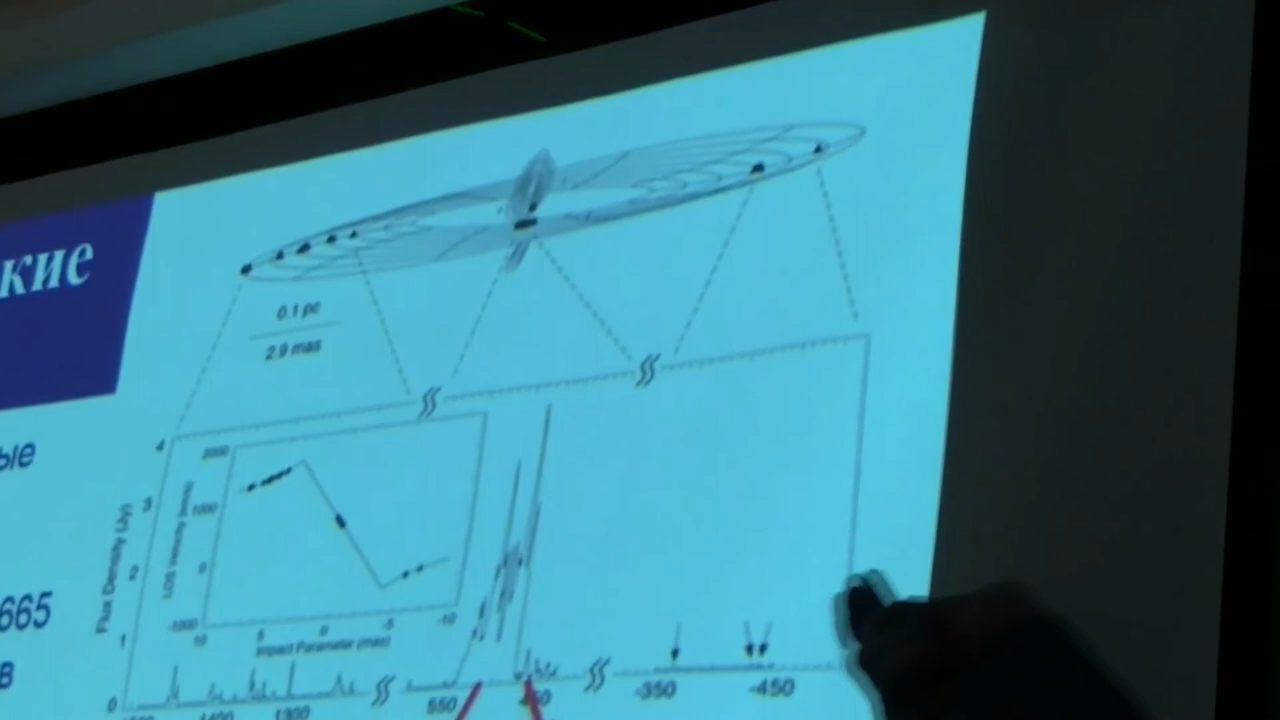 кие
ые
665
в
0.1 pc
2.9 mas
4
3
2
1
0
Flux Density (Jy)
2000
1000
0
-1000
LOS Velocity (km/s)
10
5
0
-5
-10
Impact Parameter (mas)
1400
1300
550
-350
-450